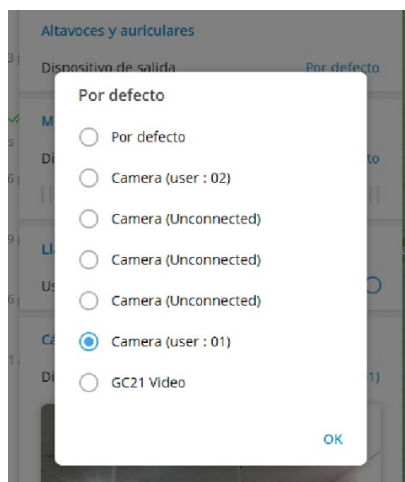 Altavoces y auriculares
Dispositivo de salida Por defecto
Por defecto
Por defecto
Camera (user : 02)
Camera (Unconnected)
Camera (Unconnected)
Camera (Unconnected)
Camera (user : 01)
GC21 Video
OK